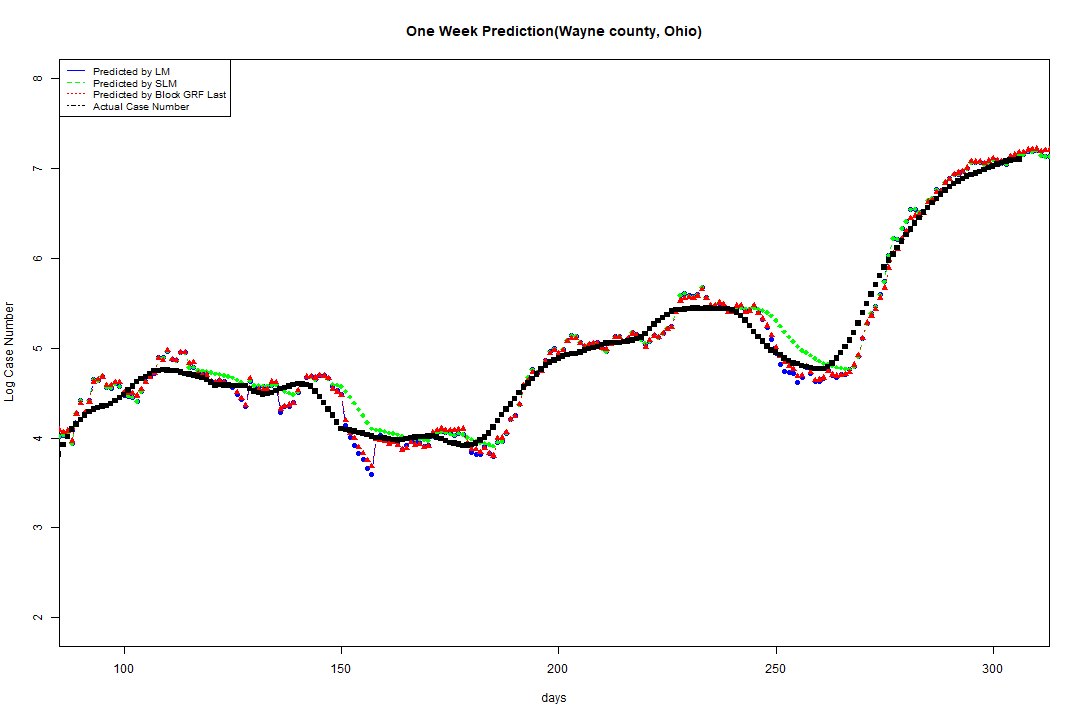 One Week Prediction(Wayne county, Ohio)
Predicted by LM
Predicted by SLM
Predicted by Block GRF Last
Actual Case Number
8
7
6
5
4
3
2
Log Case Number
100 150 200 250 300
days